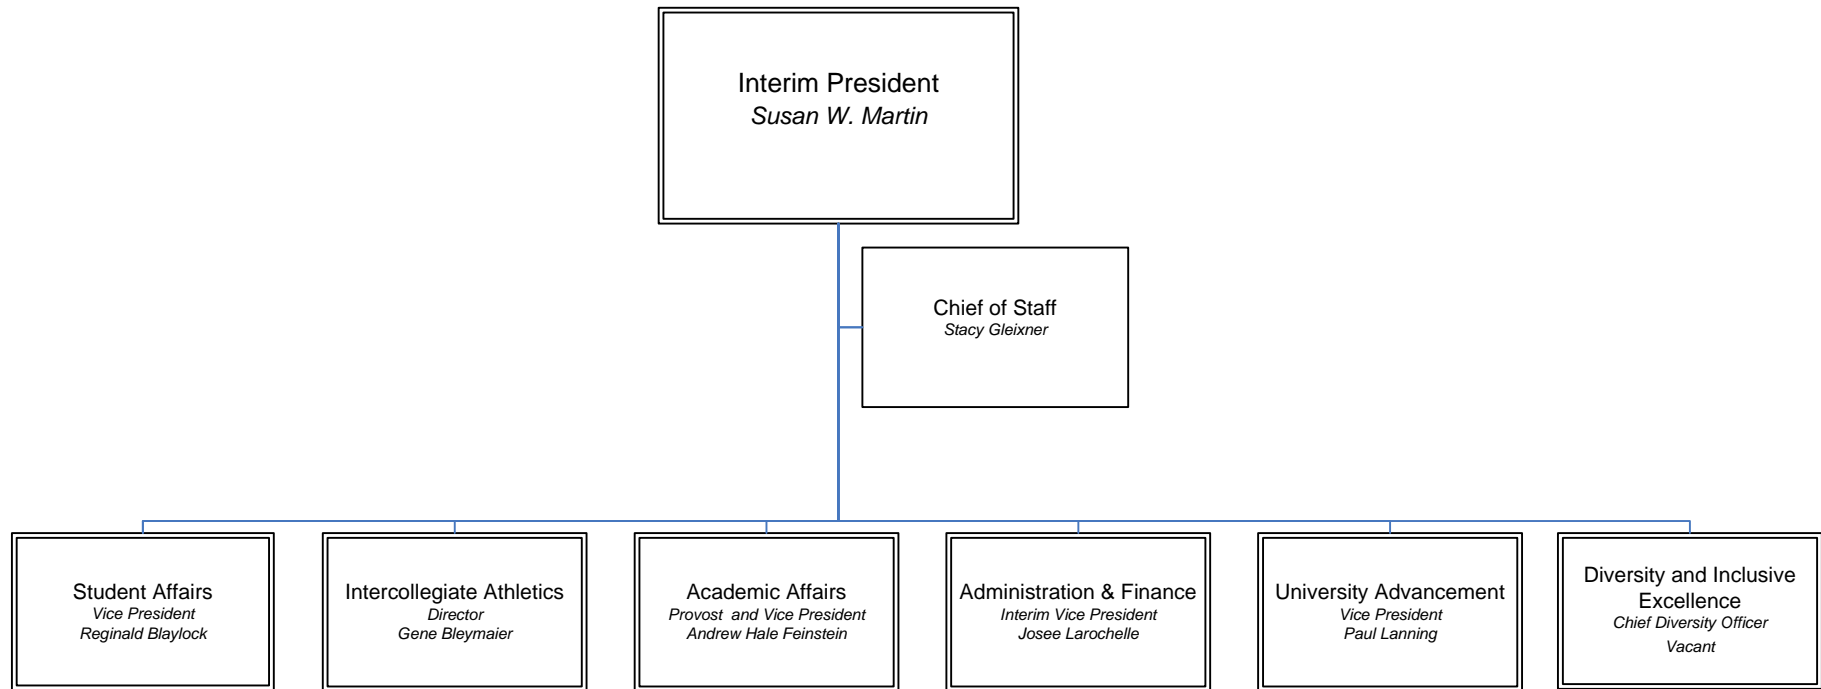 Interim President
Susan W. Martin
Chief of Staff
Stacy Gleixner
Student Affairs
Vice President
Reginald Blaylock
Intercollegiate Athletics
Director
Gene Bleymaier
Academic Affairs
Provost and Vice President
Andrew Hale Feinstein
Administration & Finance
Interim Vice President
Josee Larochelle
University Advancement
Vice President
Paul Lanning
Diversity and Inclusive
Excellence
Chief Diversity Officer
Vacant